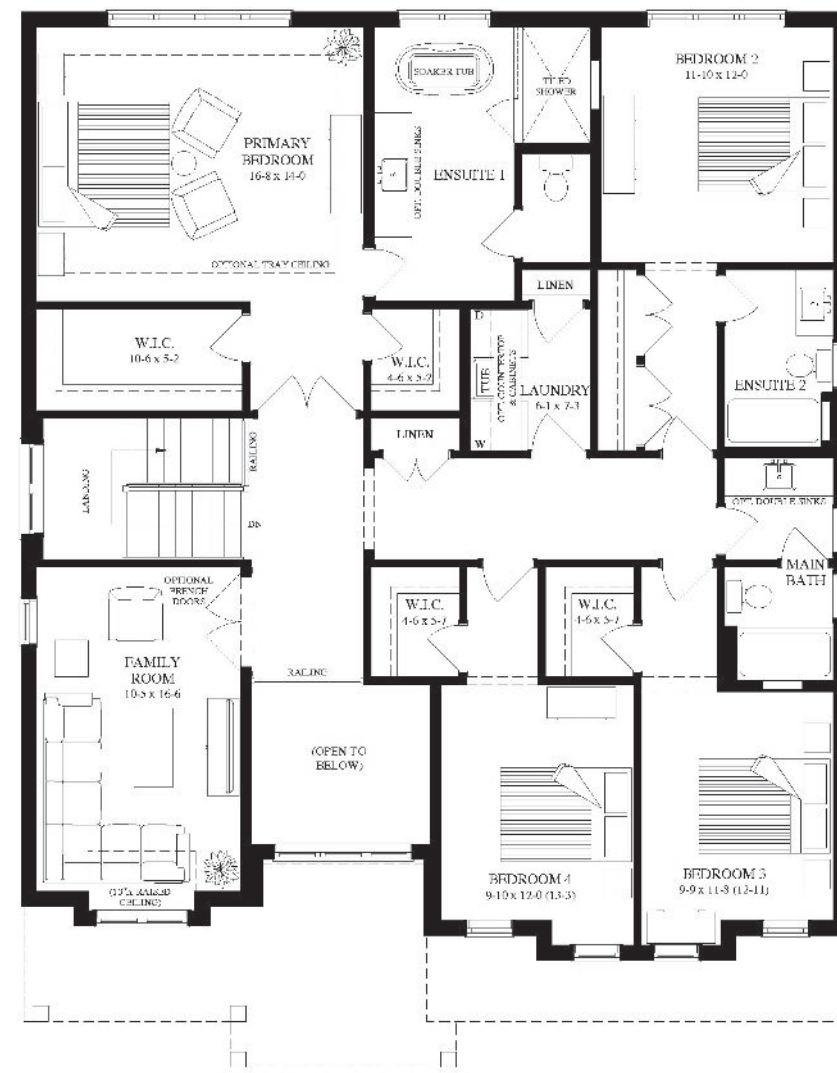 SOAKER TUB
TILED
SHOWER
BEDROOM 2
11-10 x 12-0
PRIMARY
BEDROOM
16-8 x 14-0
OPT. DOUBLE SINKS
ENSUITE 1
OPTIONAL TRAY CEILING
LINEN
W.I.C.
10-6 x 5-2
W.I.C.
4-6 x 5-2
D
TUB
OPT. COUNTERTOP
& CABINETS
W
LAUNDRY
6-1 x 7-3
ENSUITE 2
LINEN
LANDING
RAILING
DN
OPT. DOUBLE SINKS
MAIN
BATH
OPTIONAL
FRENCH
DOORS
W.I.C.
4-6 x 5-7
W.I.C.
4-6 x 5-7
FAMILY
ROOM
10-5 x 16-6
RAILING
(OPEN TO
BELOW)
BEDROOM 4
9-10 x 12-0 (13-3)
BEDROOM 3
9-9 x 11-8 (12-11)
RAISED
CEILING)